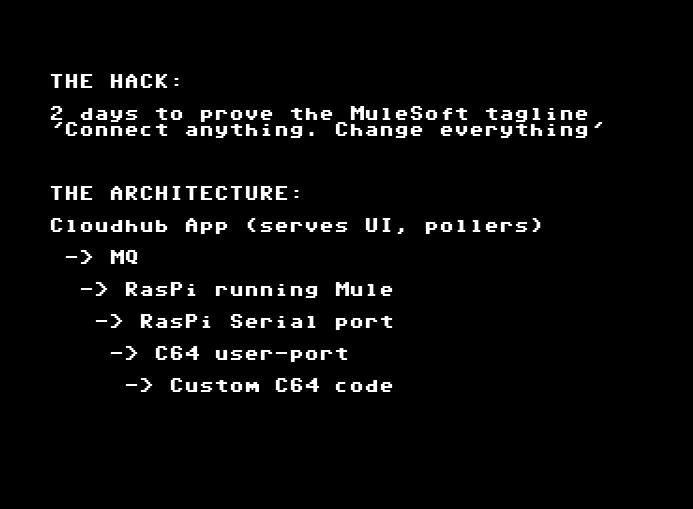 THE HACK:
2 days to prove the MuleSoft tagline
'Connect anything. Change everything'
THE ARCHITECTURE:
Cloudhub App (serves UI, pollers)
-> MQ
-> RasPi running Mule
-> RasPi Serial port
-> C64 user-port
-> Custom C64 code